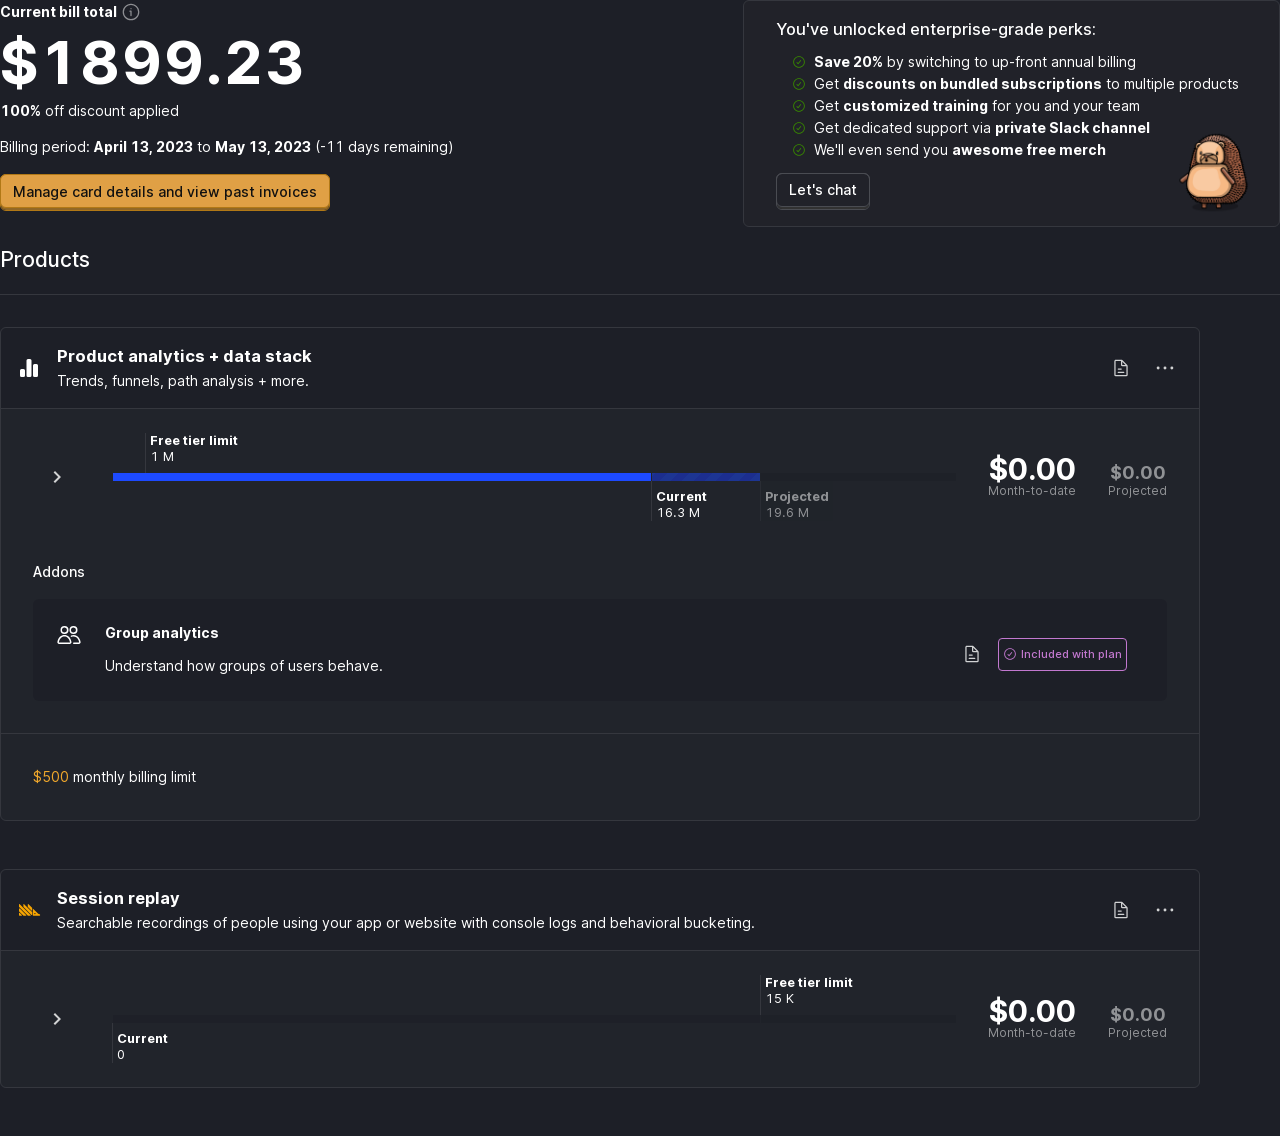 Current bill total
$1899.23
100% off discount applied
Billing period: April 13, 2023 to May 13, 2023 (-11 days remaining)
Manage card details and view past invoices
You've unlocked enterprise-grade perks:
Save 20% by switching to up-front annual billing
Get discounts on bundled subscriptions to multiple products
Get customized training for you and your team
Get dedicated support via private Slack channel
We'll even send you awesome free merch
Let's chat
Products
Product analytics + data stack
Trends, funnels, path analysis + more.
Free tier limit
1 M
Current
16.3 M
Projected
19.6 M
$0.00
Month-to-date
$0.00
Projected
Addons
Group analytics
Understand how groups of users behave.
Included with plan
$500 monthly billing limit
Session replay
Searchable recordings of people using your app or website with console logs and behavioral bucketing.
Free tier limit
15 K
Current
0
$0.00
Month-to-date
$0.00
Projected